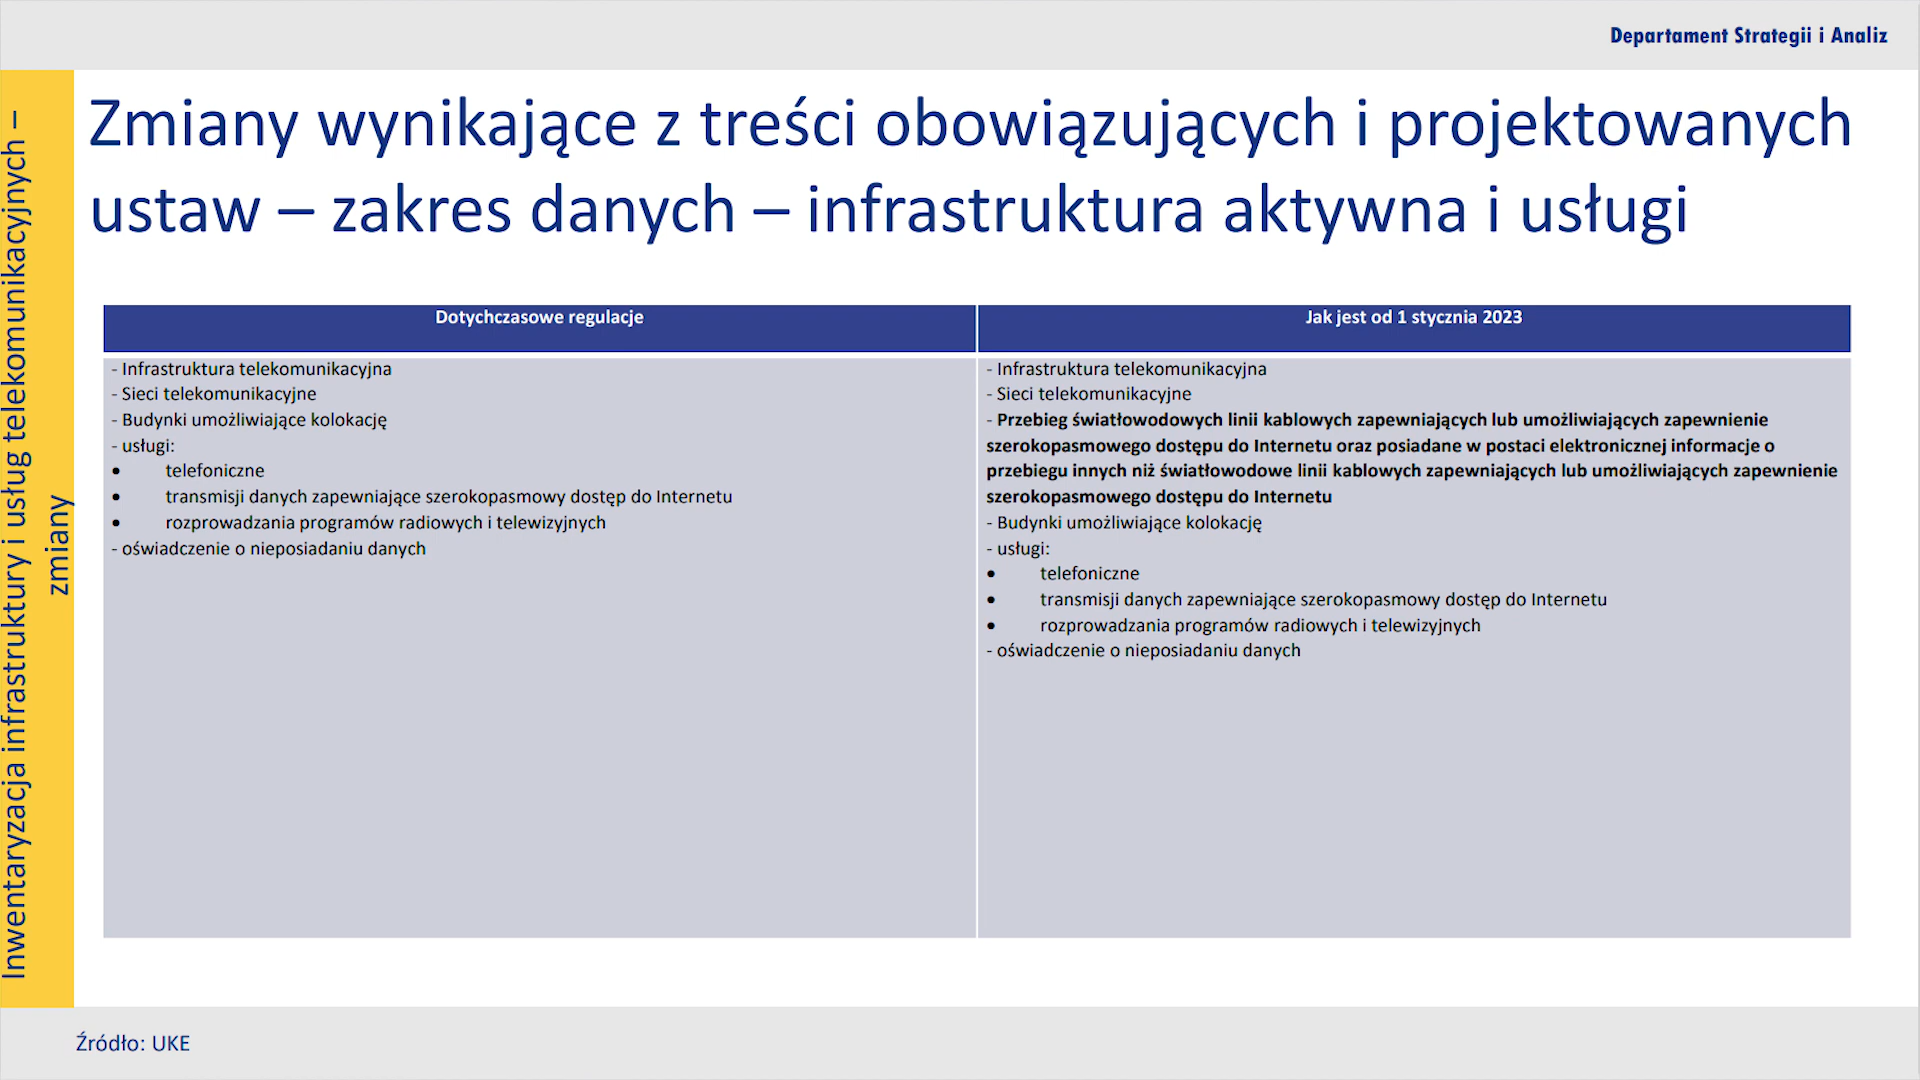 Departament Strategii i Analiz
Inwentaryzacja infrastruktury i usług telekomunikacyjnych –
zmiany
Zmiany wynikające z treści obowiązujących i projektowanych
ustaw – zakres danych – infrastruktura aktywna i usługi
Dotychczasowe regulacje
- Infrastruktura telekomunikacyjna
- Sieci telekomunikacyjne
- Budynki umożliwiające kolokację
- usługi:
• telefoniczne
• transmisji danych zapewniające szerokopasmowy dostęp do Internetu
• rozprowadzania programów radiowych i telewizyjnych
- oświadczenie o nieposiadaniu danych
Jak jest od 1 stycznia 2023
- Infrastruktura telekomunikacyjna
- Sieci telekomunikacyjne
- Przebieg światłowodowych linii kablowych zapewniających lub umożliwiających zapewnienie
szerokopasmowego dostępu do Internetu oraz posiadane w postaci elektronicznej informacje o
przebiegu innych niż światłowodowe linii kablowych zapewniających lub umożliwiających zapewnienie
szerokopasmowego dostępu do Internetu
- Budynki umożliwiające kolokację
- usługi:
• telefoniczne
• transmisji danych zapewniające szerokopasmowy dostęp do Internetu
• rozprowadzania programów radiowych i telewizyjnych
- oświadczenie o nieposiadaniu danych
Źródło: UKE